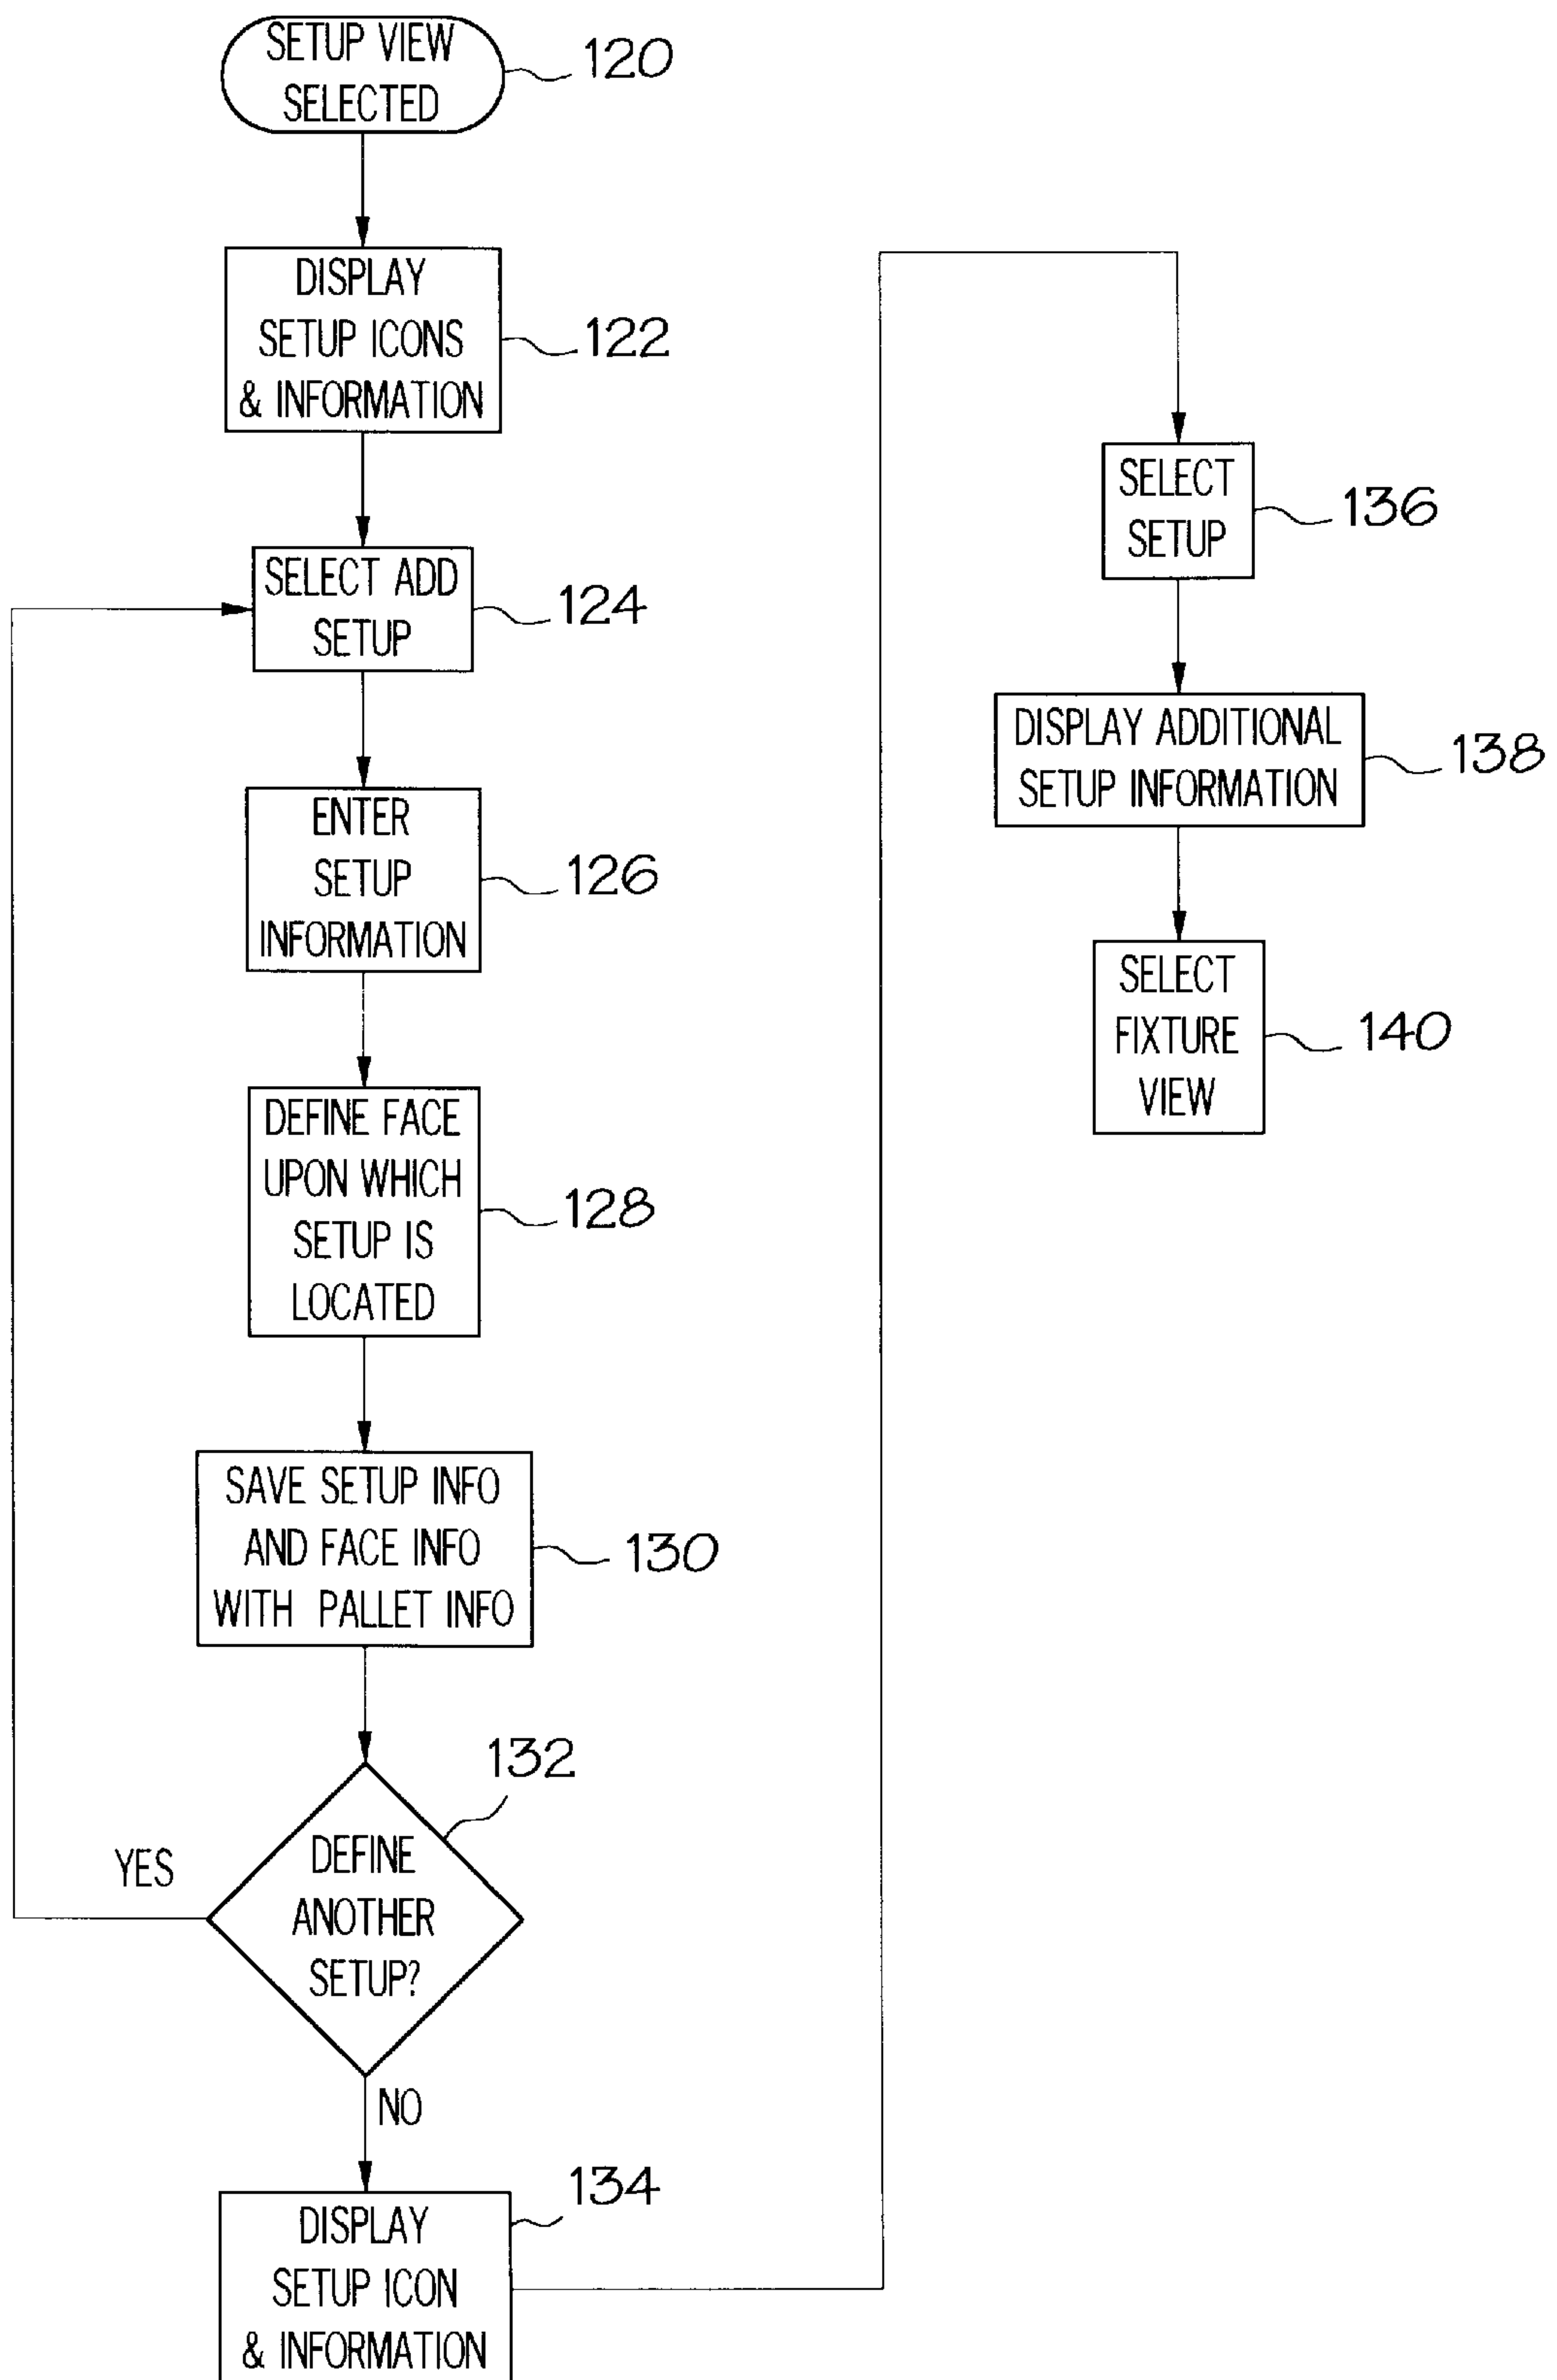 SETUP VIEW
SELECTED
120
DISPLAY
SETUP ICONS
& INFORMATION
122
SELECT ADD
SETUP
124
ENTER
SETUP
INFORMATION
126
DEFINE FACE
UPON WHICH
SETUP IS
LOCATED
128
SAVE SETUP INFO
AND FACE INFO
WITH PALLET INFO
130
132
DEFINE
ANOTHER
SETUP?
YES
NO
134
DISPLAY
SETUP ICON
& INFORMATION
SELECT
SETUP
136
DISPLAY ADDITIONAL
SETUP INFORMATION
138
SELECT
FIXTURE
VIEW
140